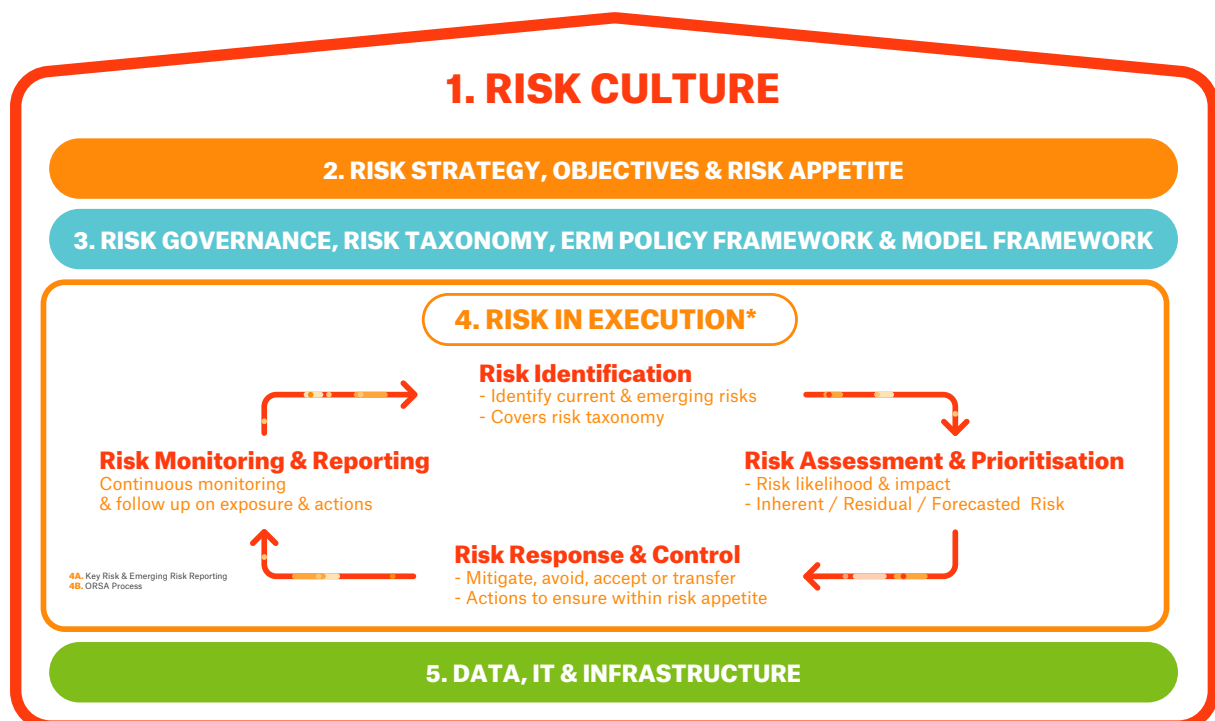 1. RISK CULTURE
2. RISK STRATEGY, OBJECTIVES & RISK APPETITE
3. RISK GOVERNANCE, RISK TAXONOMY, ERM POLICY FRAMEWORK & MODEL FRAMEWORK
4. RISK IN EXECUTION*
Risk Identification
- Identify current & emerging risks
- Covers risk taxonomy
Risk Assessment & Prioritisation
- Risk likelihood & impact
- Inherent / Residual / Forecasted Risk
Risk Response & Control
- Mitigate, avoid, accept or transfer
- Actions to ensure within risk appetite
Risk Monitoring & Reporting
Continuous monitoring
& follow up on exposure & actions
4A. Key Risk & Emerging Risk Reporting
4B. ORSA Process
5. DATA, IT & INFRASTRUCTURE